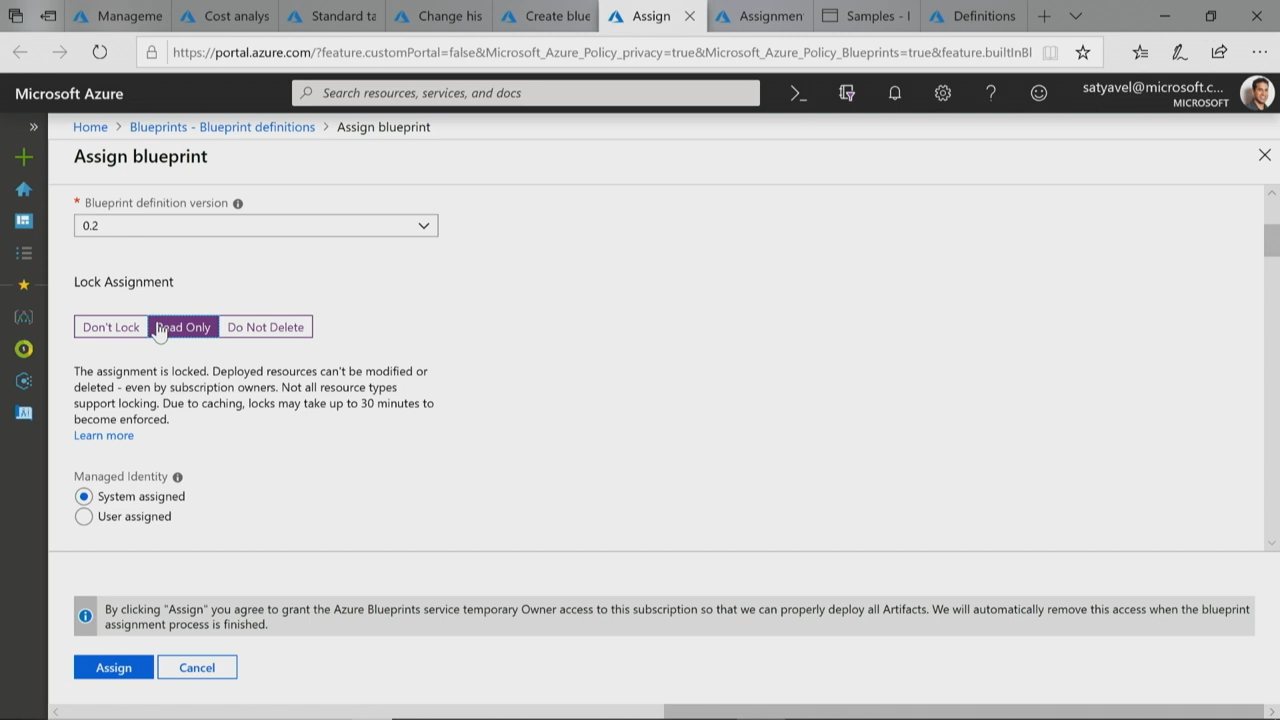 Manageme
Cost analys
Standard ta
Change his
Create blue
Assign
Assignmen
Samples - I
Definitions
https://portal.azure.com/?feature.customPortal=false&Microsoft_Azure_Policy_privacy=true&Microsoft_Azure_Policy_Blueprints=true&feature.builtInBl
Microsoft Azure
Search resources, services, and docs
satyavel@microsoft.c...
MICROSOFT
Home > Blueprints - Blueprint definitions > Assign blueprint
Assign blueprint
* Blueprint definition version
0.2
Lock Assignment
Don't Lock
Read Only
Do Not Delete
The assignment is locked. Deployed resources can't be modified or
deleted - even by subscription owners. Not all resource types
support locking. Due to caching, locks may take up to 30 minutes to
become enforced.
Learn more
Managed Identity
System assigned
User assigned
By clicking "Assign" you agree to grant the Azure Blueprints service temporary Owner access to this subscription so that we can properly deploy all Artifacts. We will automatically remove this access when the blueprint
assignment process is finished.
Assign
Cancel